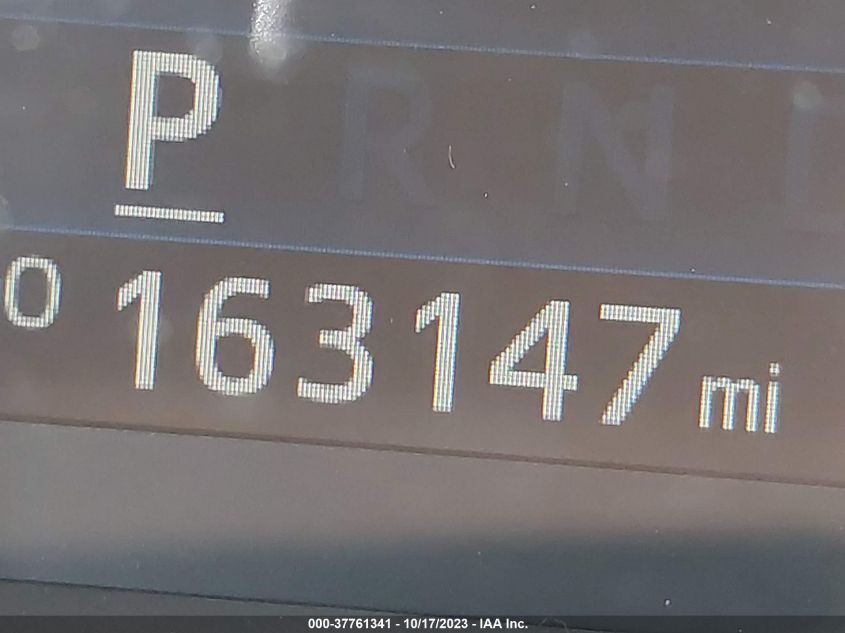 P R N
O 163147 mi
000-37761341 - 10/17/2023 - IAA Inc.